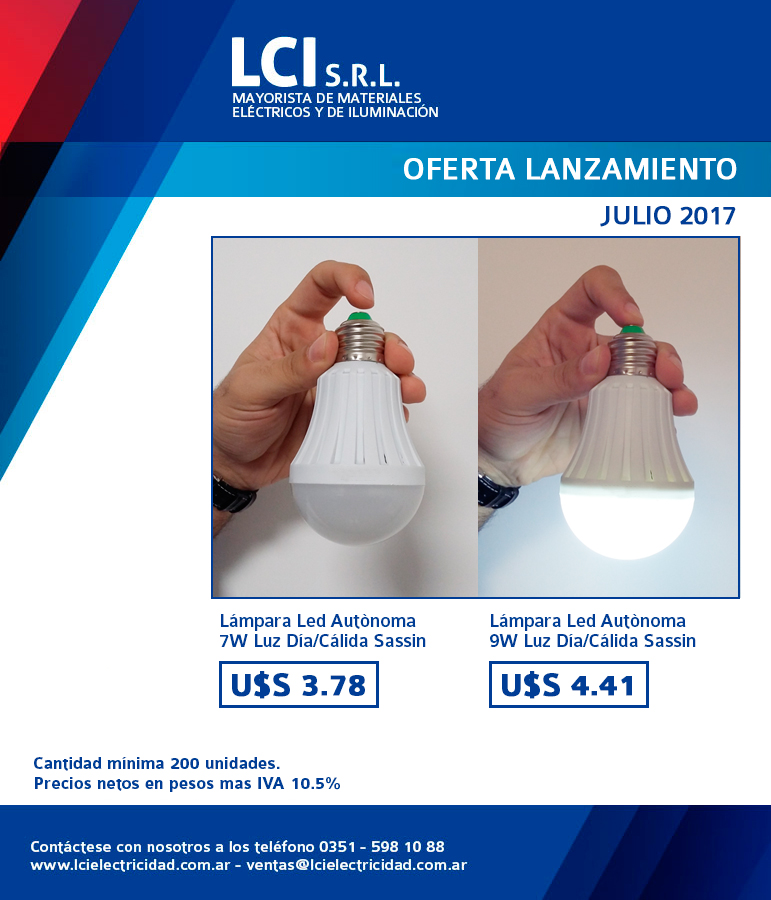 LCI S.R.L.
MAYORISTA DE MATERIALES
ELÉCTRICOS Y DE ILUMINACIÓN
OFERTA LANZAMIENTO
JULIO 2017
Lámpara Led Autònoma
7W Luz Día/Cálida Sassin
U$S 3.78
Lámpara Led Autònoma
9W Luz Día/Cálida Sassin
U$S 4.41
Cantidad mínima 200 unidades.
Precios netos en pesos mas IVA 10.5%
Contáctese con nosotros a los teléfono 0351 - 598 10 88
www.lcielectricidad.com.ar - ventas@lcielectricidad.com.ar